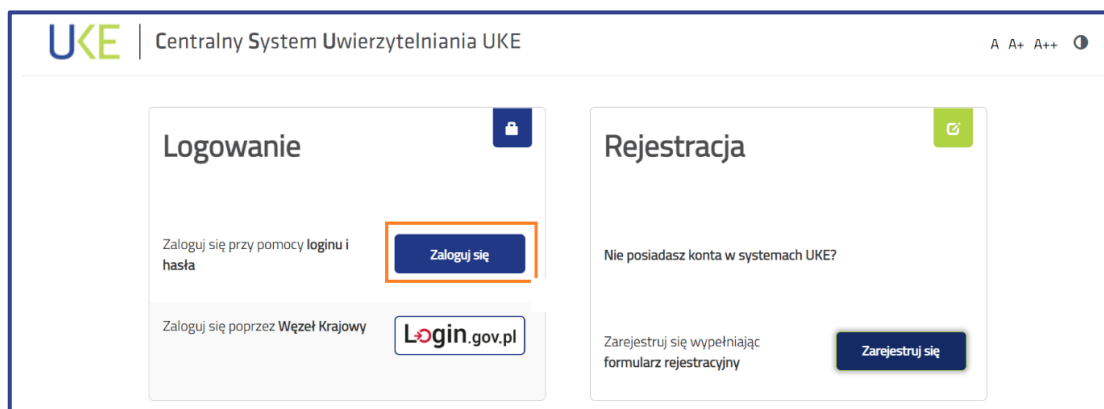 UKE Centralny System Uwierzytelniania UKE
A A+ A++
Logowanie
Zaloguj się przy pomocy loginu i
hasła
Zaloguj się
Zaloguj się poprzez Węzeł Krajowy
Login.gov.pl
Rejestracja
Nie posiadasz konta w systemach UKE?
Zarejestruj się wypełniając
formularz rejestracyjny
Zarejestruj się